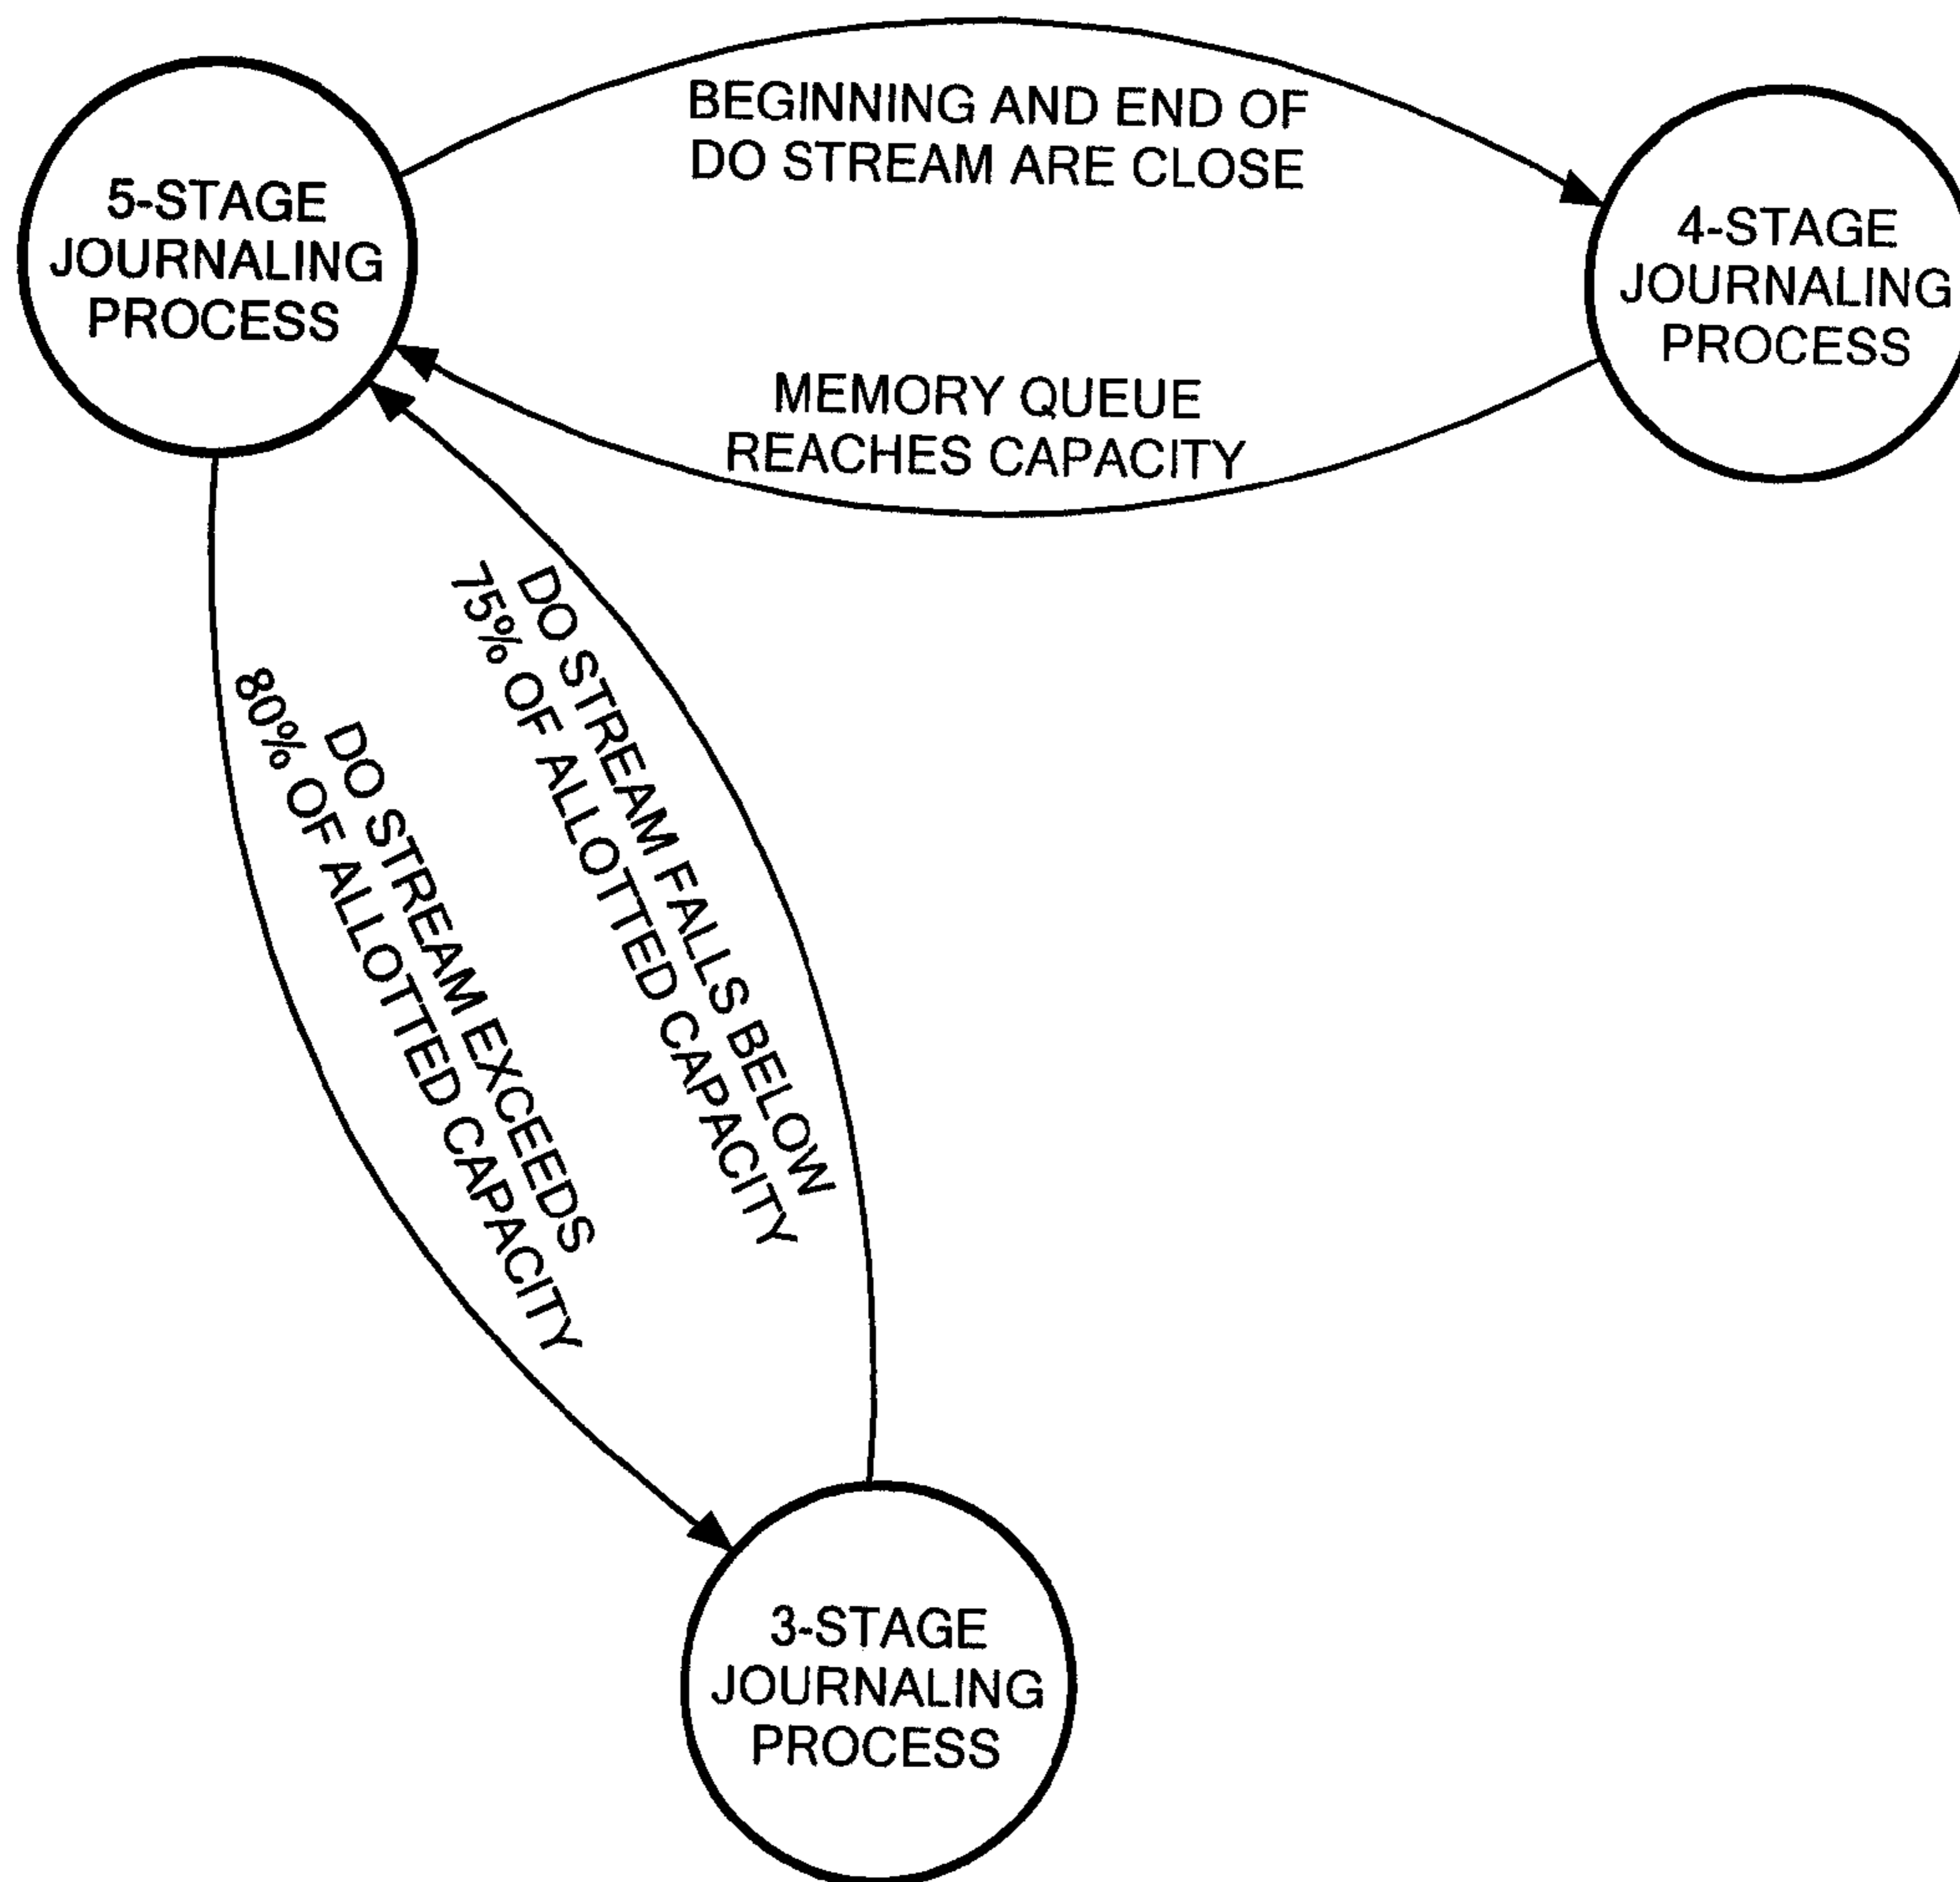 BEGINNING AND END OF
DO STREAM ARE CLOSE
5-STAGE
JOURNALING
PROCESS
4-STAGE
JOURNALING
PROCESS
MEMORY QUEUE
REACHES CAPACITY
DO STREAM FALLS BELOW
75% OF ALLOTTED CAPACITY
DO STREAM EXCEEDS
80% OF ALLOTTED CAPACITY
3-STAGE
JOURNALING
PROCESS